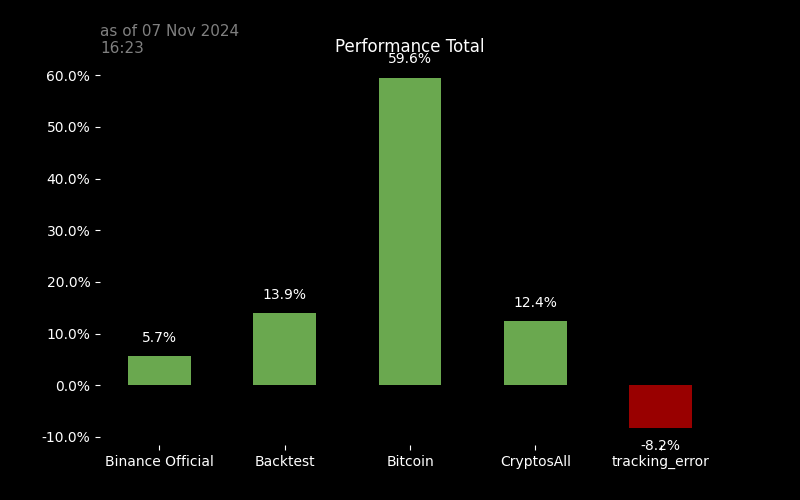 as of 07 Nov 2024
16:23
Performance Total
59.6%
60.0%
50.0%
40.0%
30.0%
20.0%
13.9%
12.4%
10.0%
5.7%
0.0%
-10.0%
-8.2%
Binance Official
Backtest
Bitcoin
CryptosAll
tracking_error